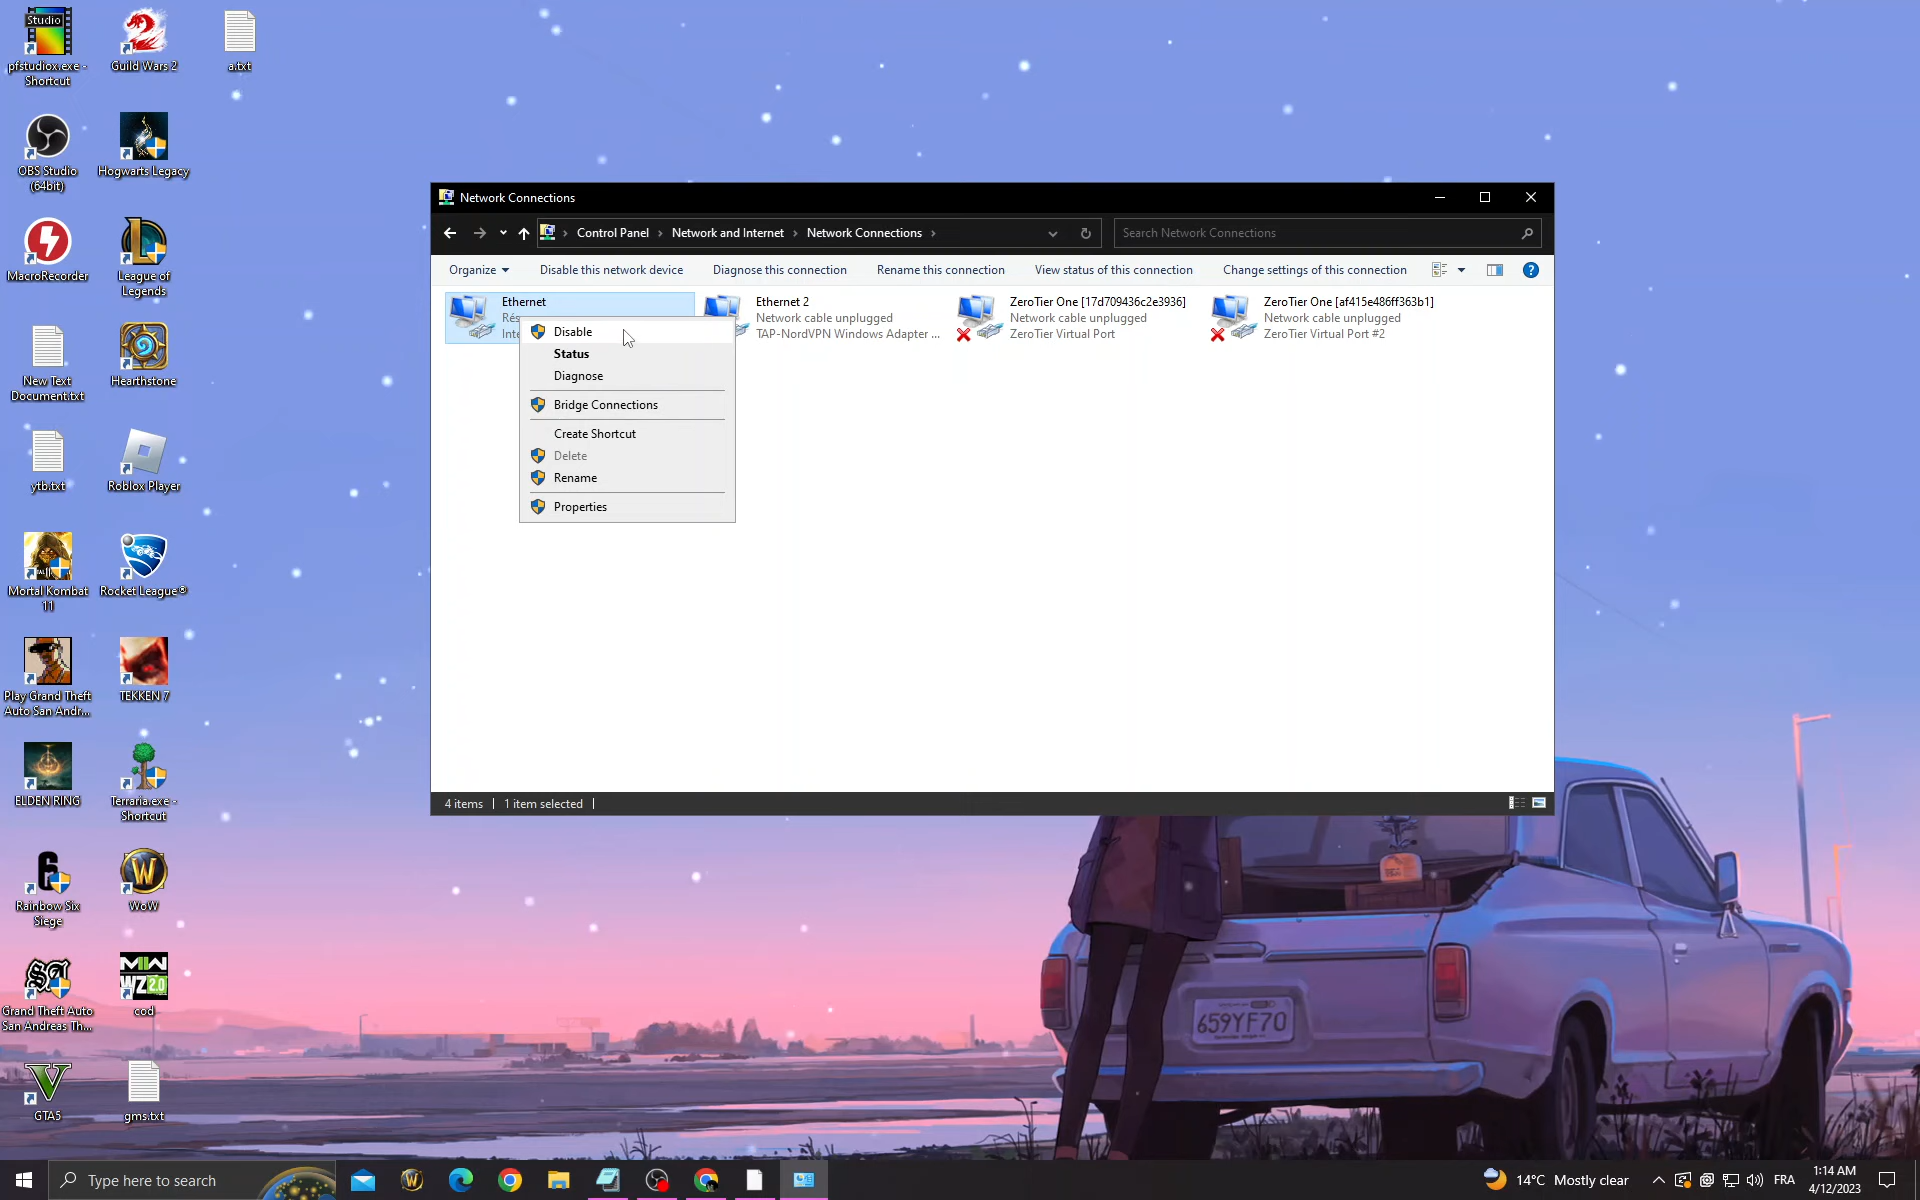 Studio
pfstudiox.exe -
Shortcut
Guild Wars 2
a.txt
OBS Studio
(64bit)
Hogwarts Legacy
MacroRecorder
League of
Legends
New Text
Document.txt
Hearthstone
ytb.txt
Roblox Player
Mortal Kombat
11
Rocket League®
Play Grand Theft
Auto San Andr...
TEKKEN 7
ELDEN RING
Terraria.exe -
Shortcut
Rainbow Six
Siege
WoW
Grand Theft Auto
San Andreas Th...
MW
WZ 2.0
cod
GTA5
gms.txt
Network Connections
Control Panel
Network and Internet
Network Connections
Search Network Connections
Organize
Disable this network device
Diagnose this connection
Rename this connection
View status of this connection
Change settings of this connection
Ethernet
Rés
Inte
Ethernet 2
Network cable unplugged
TAP-NordVPN Windows Adapter ...
ZeroTier One [17d709436c2e3936]
Network cable unplugged
ZeroTier Virtual Port
ZeroTier One [af415e486ff363b1]
Network cable unplugged
ZeroTier Virtual Port #2
Disable
Status
Diagnose
Bridge Connections
Create Shortcut
Delete
Rename
Properties
4 items
1 item selected
659YF70
Type here to search
14°C Mostly clear
FRA
1:14 AM
4/12/2023